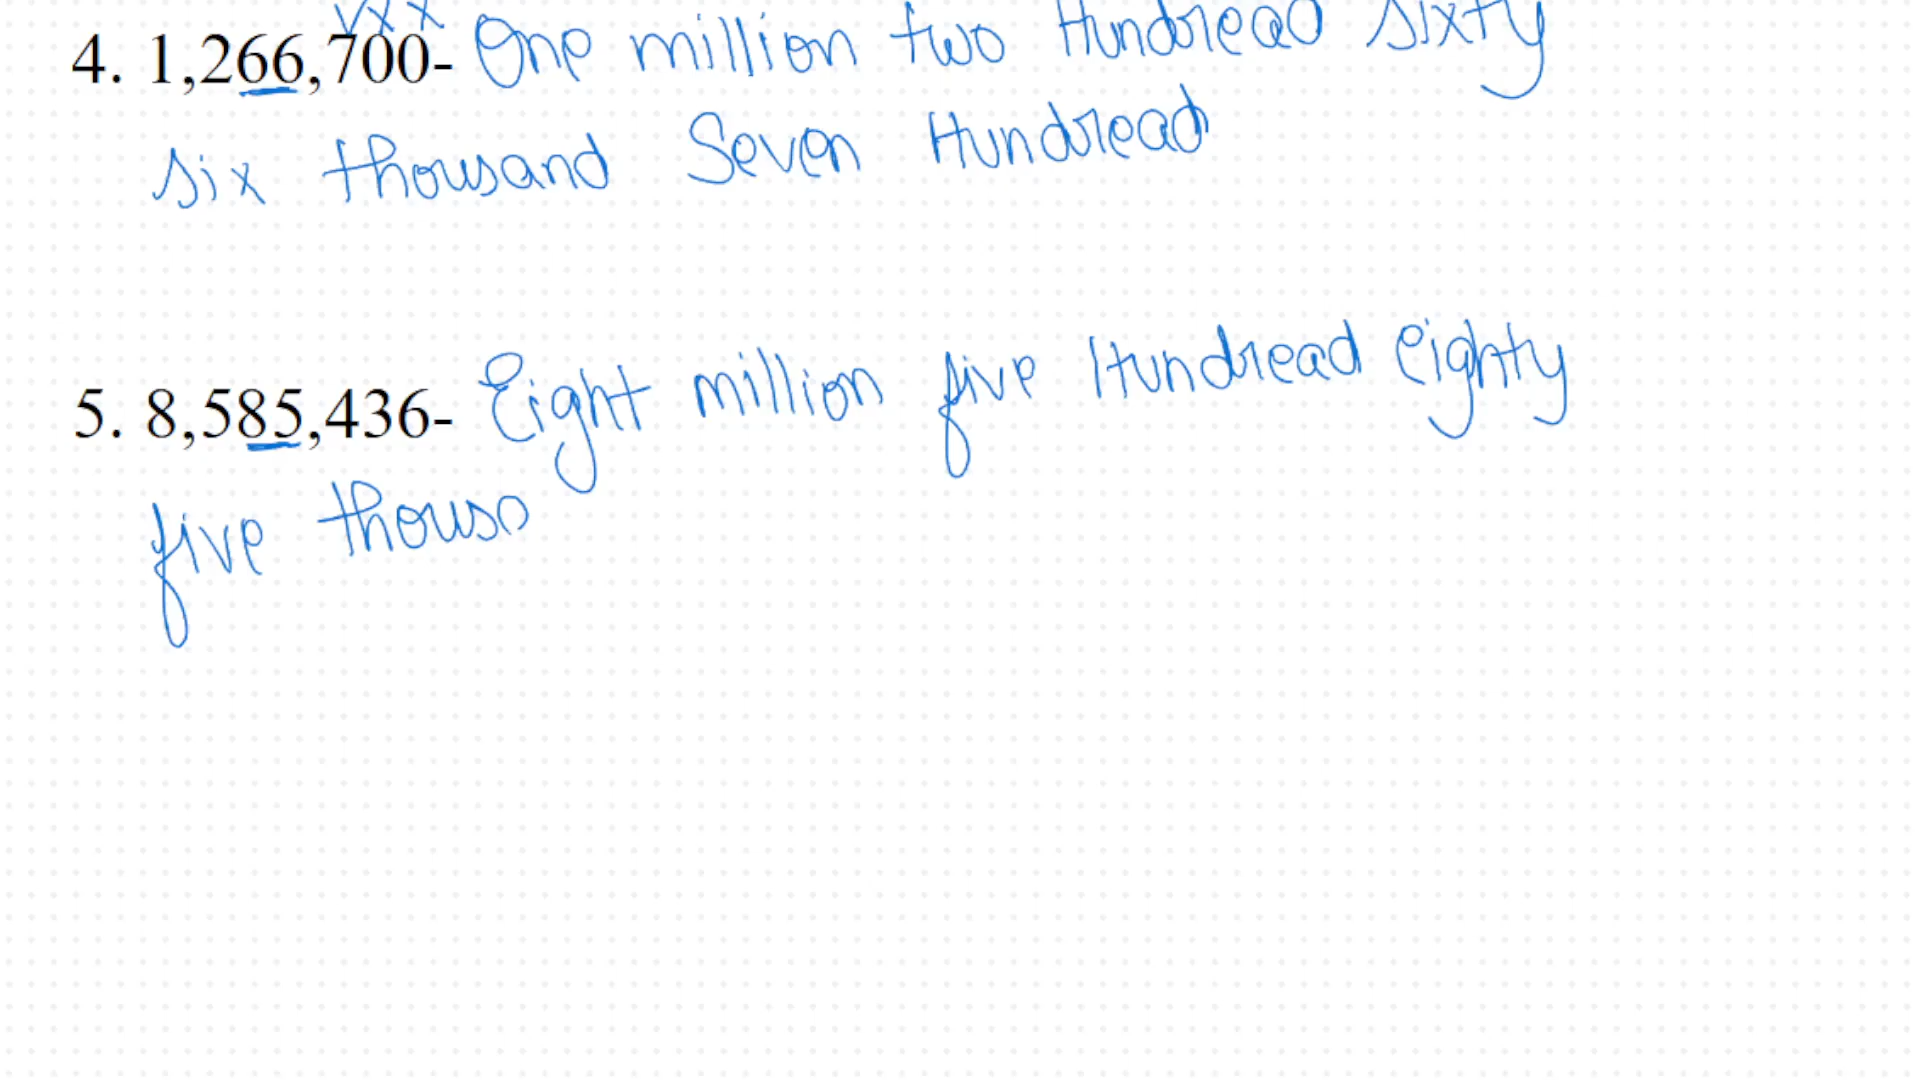 4. 1,266,700- One million two Hundread sixty
six thousand Seven Hundread
5. 8,585,436- Eight million five Hundread eighty
five thous